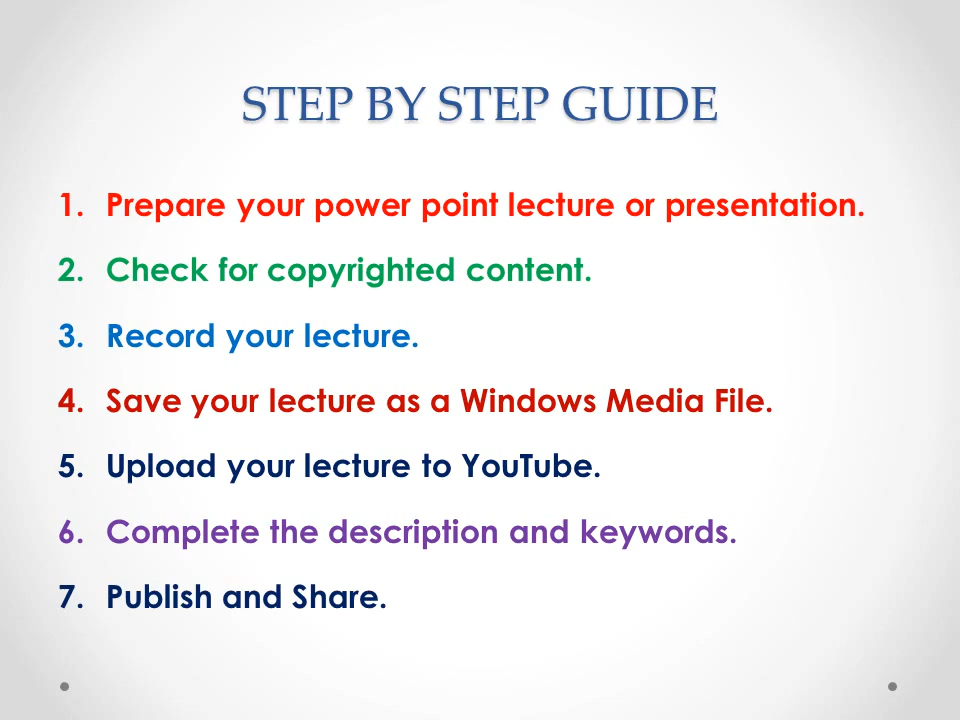 STEP BY STEP GUIDE
1. Prepare your power point lecture or presentation.
2. Check for copyrighted content.
3. Record your lecture.
4. Save your lecture as a Windows Media File.
5. Upload your lecture to YouTube.
6. Complete the description and keywords.
7. Publish and Share.